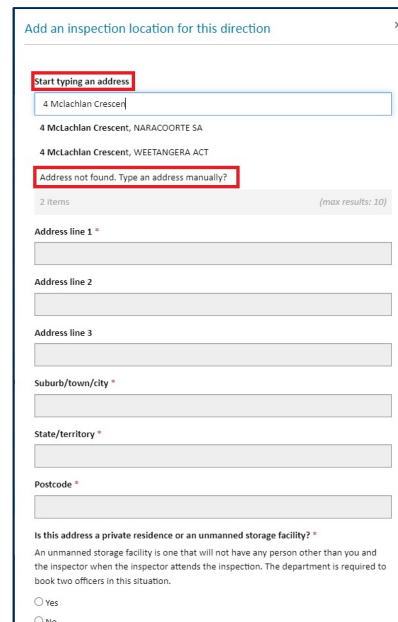 Add an inspection location for this direction
Start typing an address
4 Mclachlan Crescen
4 McLachlan Crescent, NARACOORTE SA
4 McLachlan Crescent, WEETANGERA ACT
Address not found. Type an address manually?
2 items (max results: 10)
Address line 1 *
Address line 2
Address line 3
Suburb/town/city *
State/territory *
Postcode *
Is this address a private residence or an unmanned storage facility? *
An unmanned storage facility is one that will not have any person other than you and
the inspector when the inspector attends the inspection. The department is required to
book two officers in this situation.
Yes
No